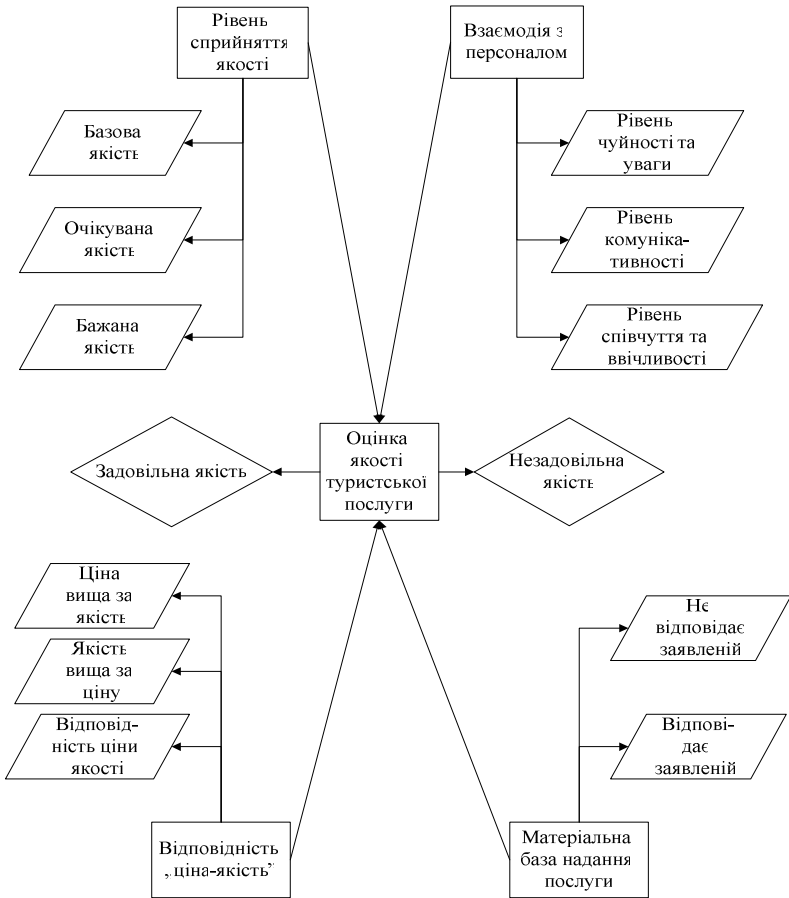 Рівень
сприйняття
якості
Взаємодія з
персоналом
Базова
якість
Очікувана
якість
Бажана
якість
Рівень
чуйності та
уваги
Рівень
комуніка-
тивності
Рівень
співчуття та
ввічливості
Задовільна якість
Оцінка
якості
туристської
послуги
Незадовільна
якість
Ціна
вища за
якість
Якість
вища за
ціну
Відповід-
ність ціни
якості
Не
відповідає
заявленій
Відпові-
дає
заявленій
Відповідність
„ціна-якість”
Матеріальна
база надання
послуги